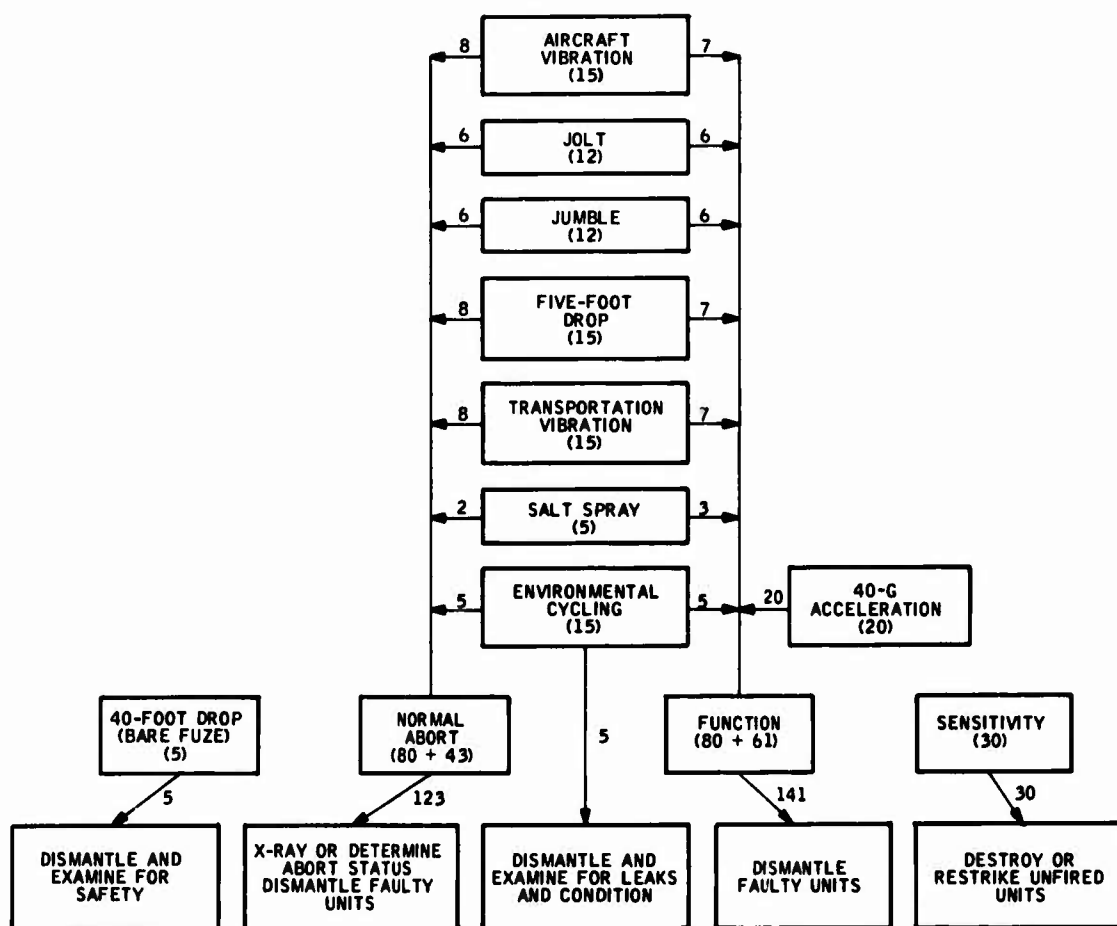 8
AIRCRAFT
VIBRATION
(15)
7
6
JOLT
(12)
6
6
JUMBLE
(12)
6
8
FIVE-FOOT
DROP
(15)
7
8
TRANSPORTATION
VIBRATION
(15)
7
2
SALT SPRAY
(5)
3
5
ENVIRONMENTAL
CYCLING
(15)
5
20
40-G
ACCELERATION
(20)
40-FOOT DROP
(BARE FUZE)
(5)
NORMAL
ABORT
(80 + 43)
5
FUNCTION
(80 + 61)
SENSITIVITY
(30)
5
123
141
30
DISMANTLE AND
EXAMINE FOR
SAFETY
X-RAY OR DETERMINE
ABORT STATUS
DISMANTLE FAULTY
UNITS
DISMANTLE AND
EXAMINE FOR LEAKS
AND CONDITION
DISMANTLE
FAULTY UNITS
DESTROY OR
RESTRIKE UNFIRED
UNITS